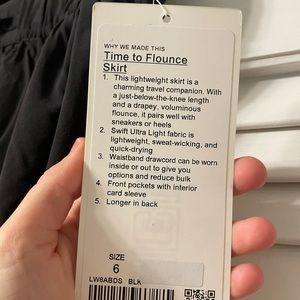 WHY WE MADE THIS
Time to Flounce
Skirt
1. This lightweight skirt is a
charming travel companion. With
a just-below-the-knee length
and a drapey, voluminous
flounce, it pairs well with
sneakers or heels
2. Swift Ultra Light fabric is
lightweight, sweat-wicking, and
quick-drying
3. Waistband drawcord can be worn
inside or out to give you
options and reduce bulk
4. Front pockets with interior
card sleeve
5. Longer in back
SIZE
6
LW8ABDS BLK